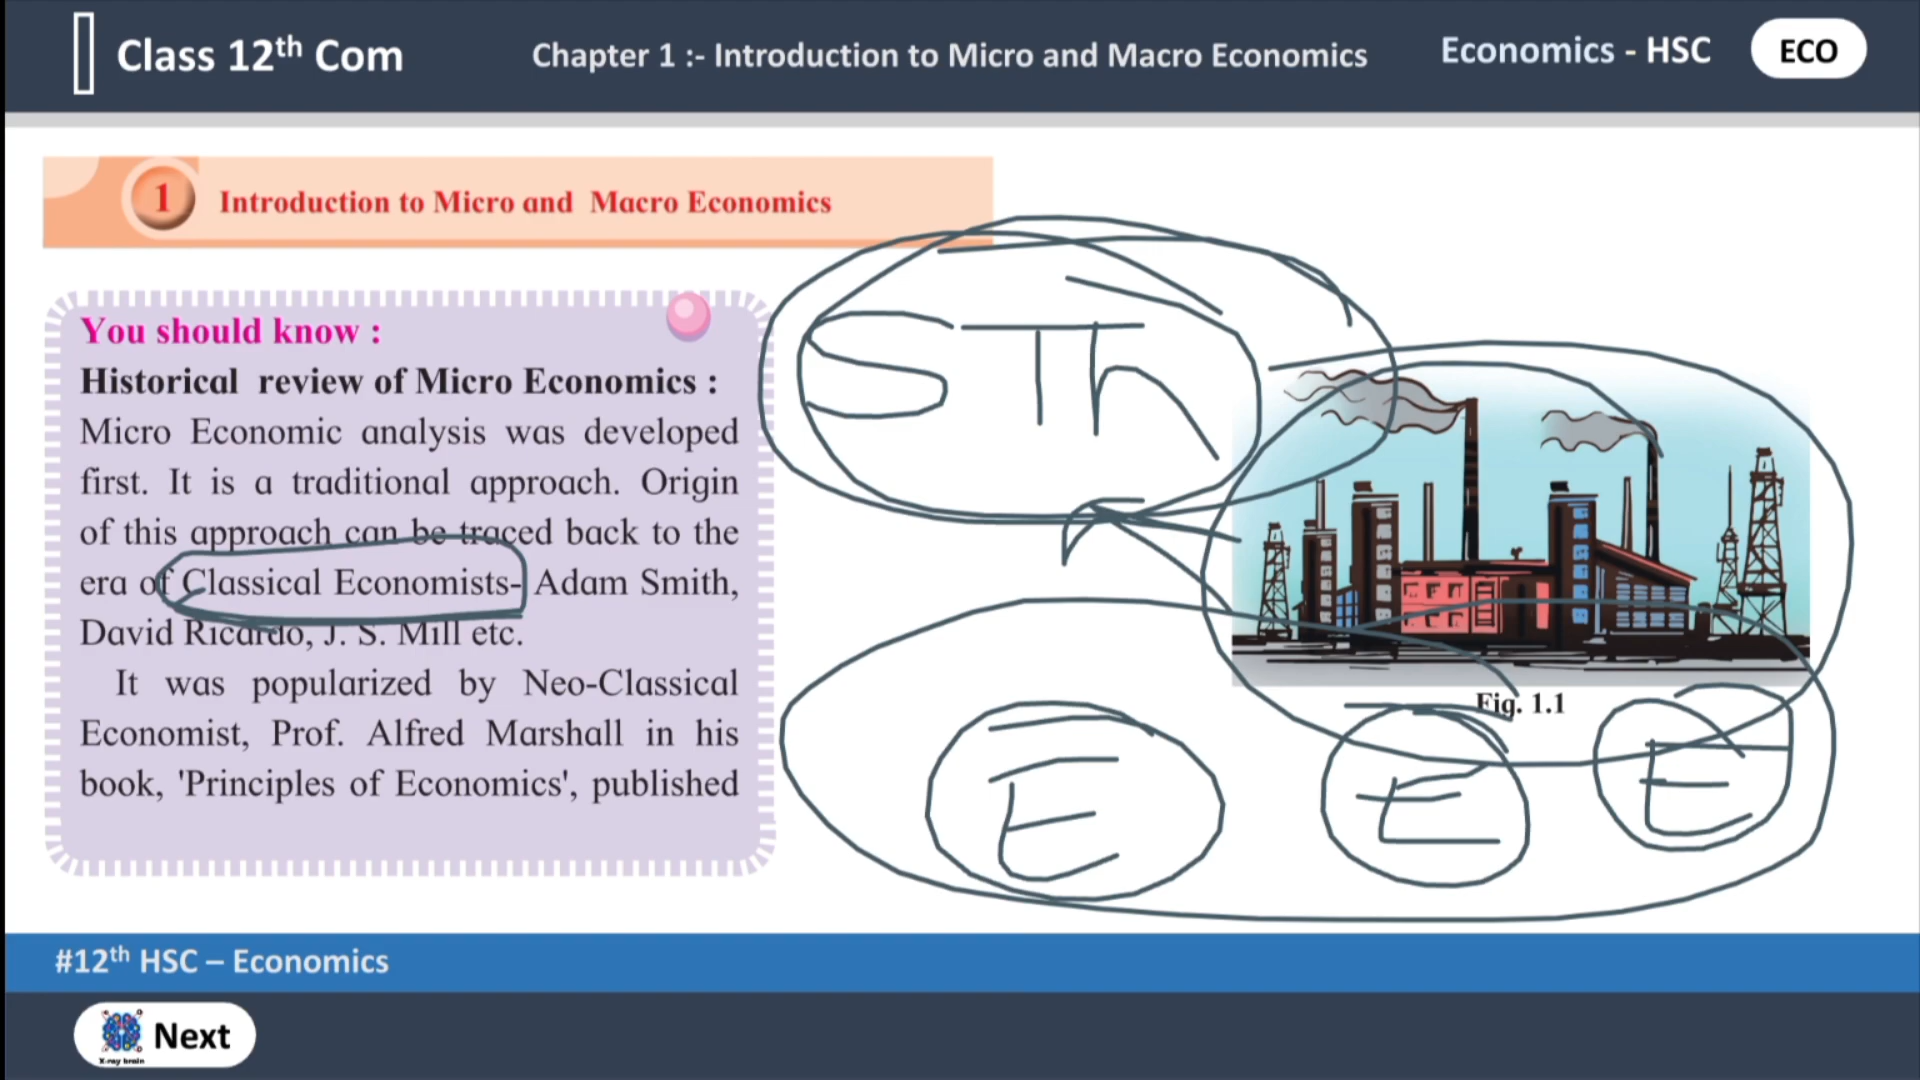 Class 12th Com
Chapter 1 :- Introduction to Micro and Macro Economics
Economics - HSC
ECO
1 Introduction to Micro and Macro Economics
You should know :
Historical review of Micro Economics :
Micro Economic analysis was developed
first. It is a traditional approach. Origin
of this approach can be traced back to the
era of Classical Economists- Adam Smith,
David Ricardo, J. S. Mill etc.
It was popularized by Neo-Classical
Economist, Prof. Alfred Marshall in his
book, 'Principles of Economics', published
STh
Fig. 1.1
E E E
#12th HSC – Economics
X-ray brain
Next